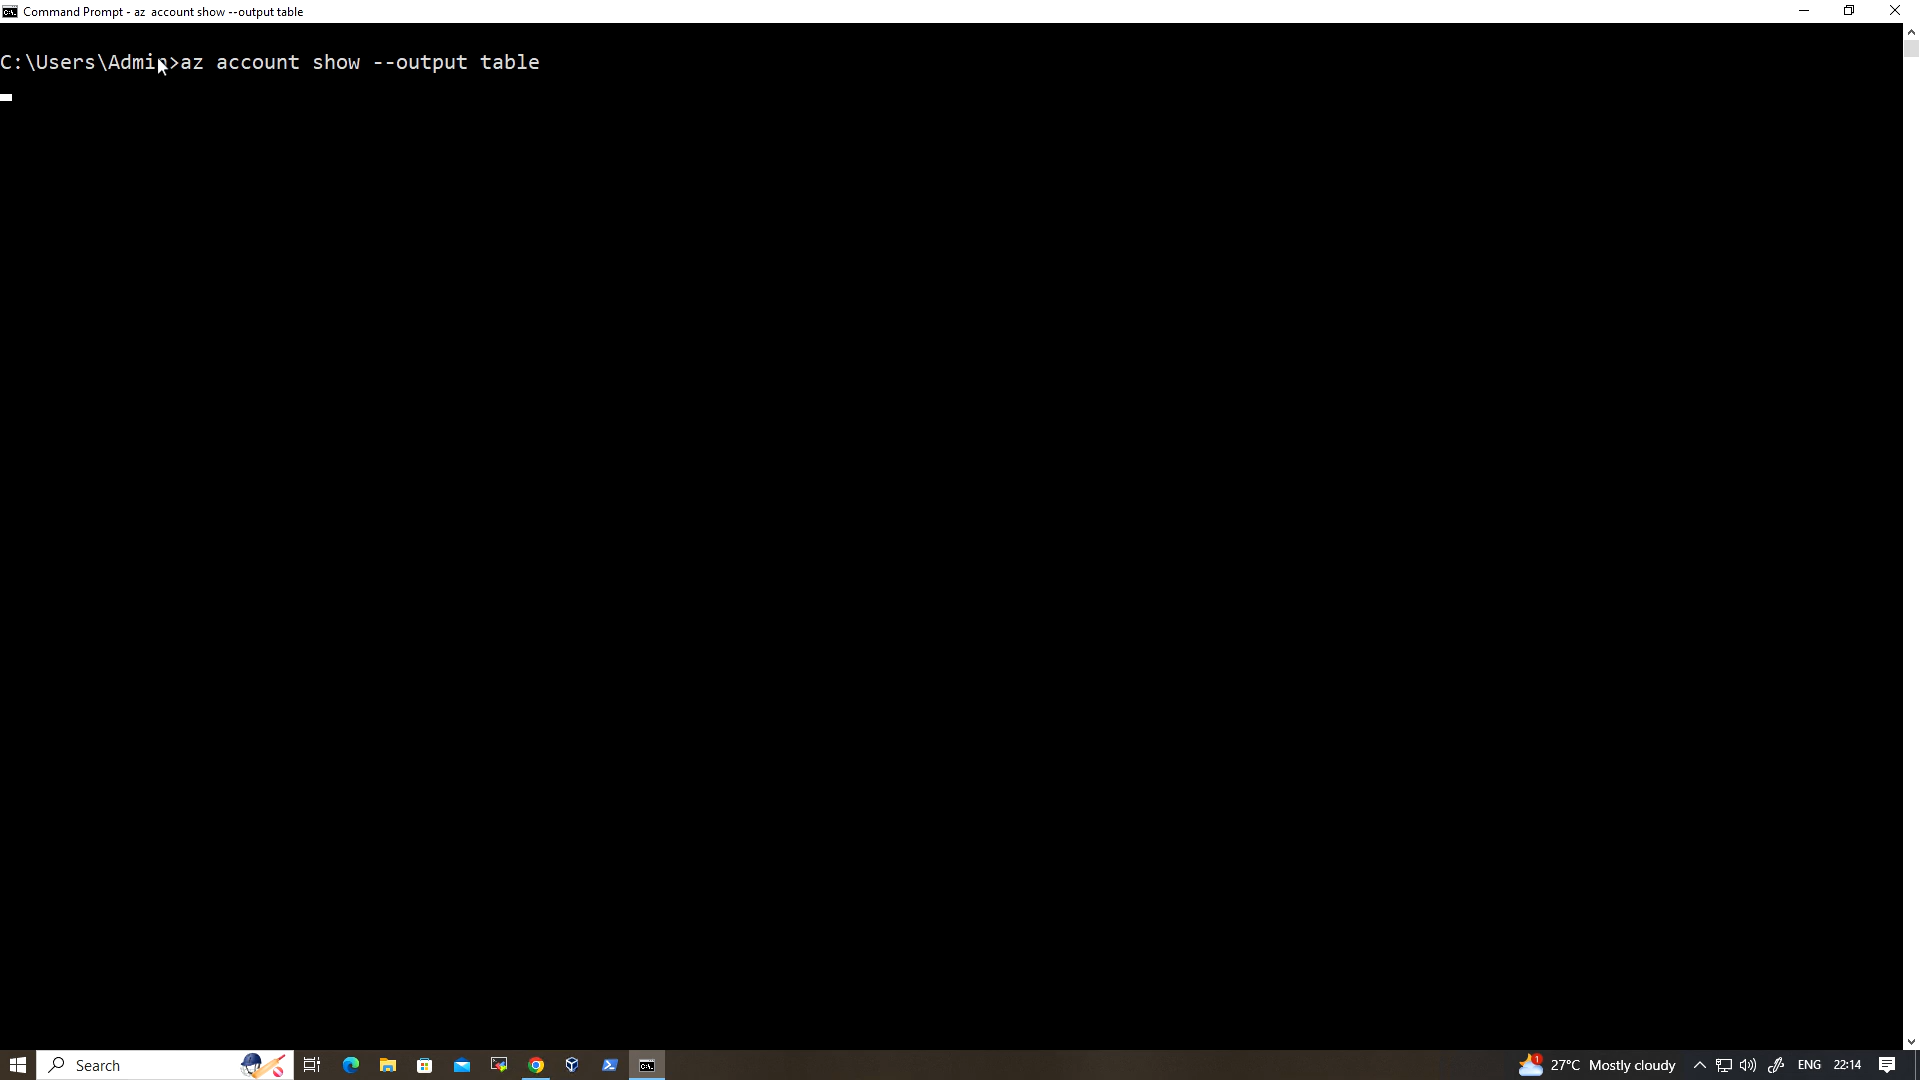 Command Prompt - az  account show --output table
C:\Users\Admin>az account show --output table
Search
1
27°C Mostly cloudy
ENG
22:14